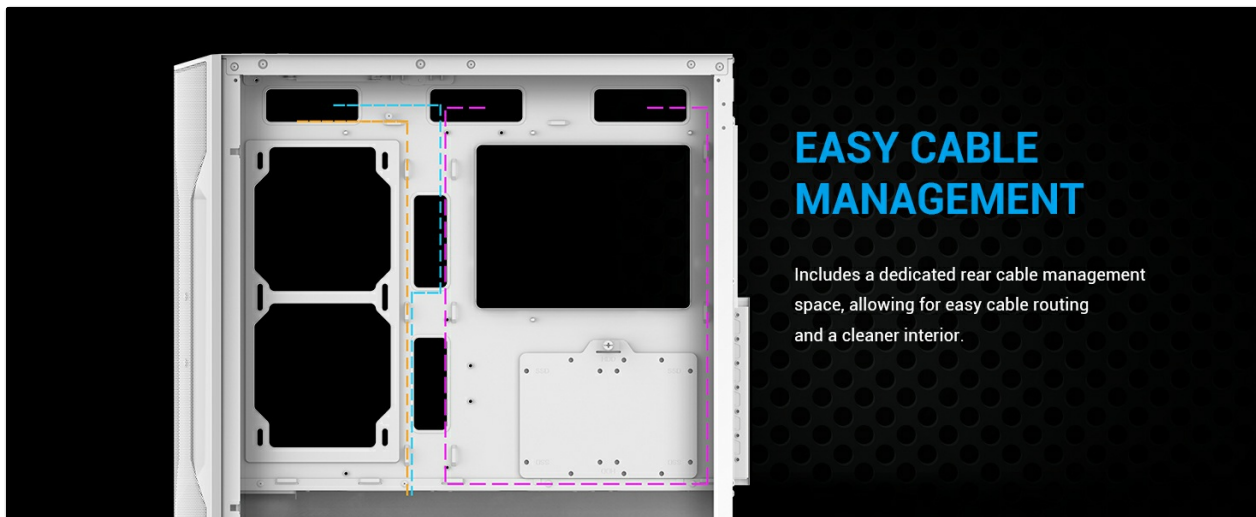 EASY CABLE
MANAGEMENT
Includes a dedicated rear cable management
space, allowing for easy cable routing
and a cleaner interior.